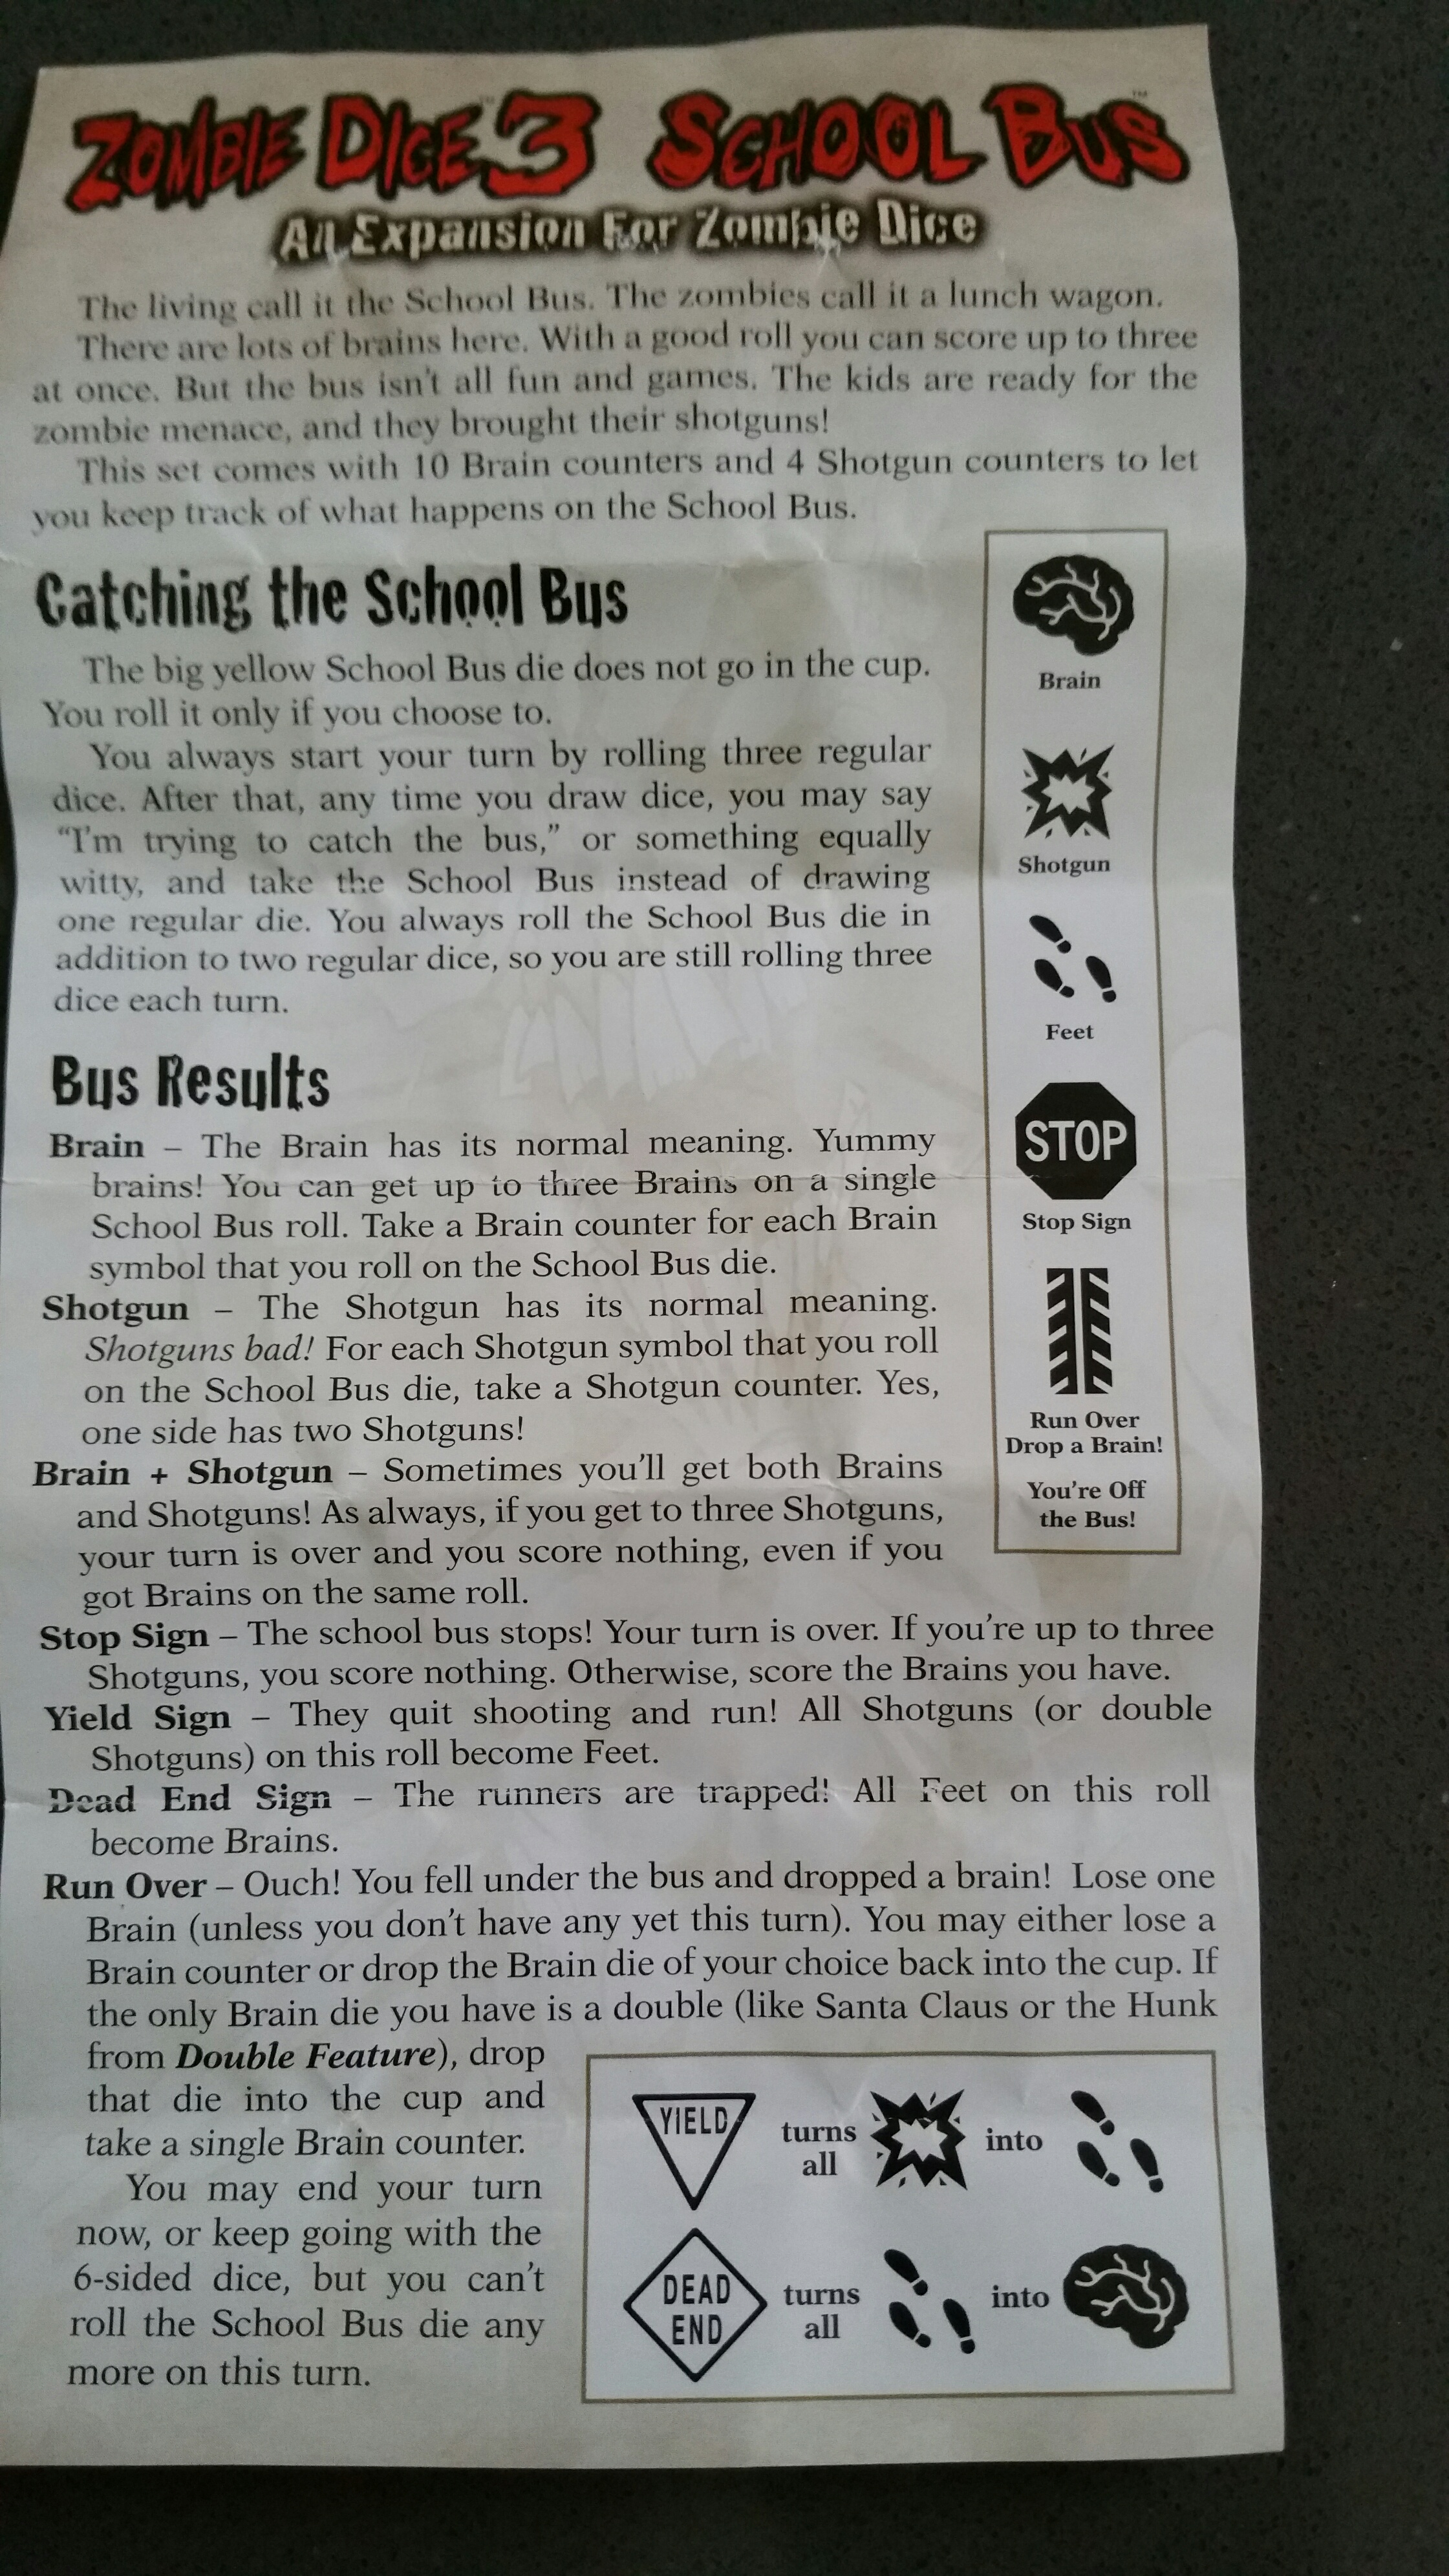 ZOMBIE DICE™ 3 SCHOOL BUS™
An Expansion For Zombie Dice
The living call it the School Bus. The zombies call it a lunch wagon.
There are lots of brains here. With a good roll you can score up to three
at once. But the bus isn't all fun and games. The kids are ready for the
zombie menace, and they brought their shotguns!
This set comes with 10 Brain counters and 4 Shotgun counters to let
you keep track of what happens on the School Bus.
Catching the School Bus
The big yellow School Bus die does not go in the cup.
You roll it only if you choose to.
You always start your turn by rolling three regular
dice. After that, any time you draw dice, you may say
“I'm trying to catch the bus,” or something equally
witty, and take the School Bus instead of drawing
one regular die. You always roll the School Bus die in
addition to two regular dice, so you are still rolling three
dice each turn.
Bus Results
Brain – The Brain has its normal meaning. Yummy
brains! You can get up to three Brains on a single
School Bus roll. Take a Brain counter for each Brain
symbol that you roll on the School Bus die.
Shotgun – The Shotgun has its normal meaning.
Shotguns bad! For each Shotgun symbol that you roll
on the School Bus die, take a Shotgun counter. Yes,
one side has two Shotguns!
Brain + Shotgun – Sometimes you'll get both Brains
and Shotguns! As always, if you get to three Shotguns,
your turn is over and you score nothing, even if you
got Brains on the same roll.
Stop Sign – The school bus stops! Your turn is over. If you're up to three
Shotguns, you score nothing. Otherwise, score the Brains you have.
Yield Sign – They quit shooting and run! All Shotguns (or double
Shotguns) on this roll become Feet.
Dead End Sign – The runners are trapped! All Feet on this roll
become Brains.
Run Over – Ouch! You fell under the bus and dropped a brain! Lose one
Brain (unless you don't have any yet this turn). You may either lose a
Brain counter or drop the Brain die of your choice back into the cup. If
the only Brain die you have is a double (like Santa Claus or the Hunk
from Double Feature), drop
that die into the cup and
take a single Brain counter.
You may end your turn
now, or keep going with the
6-sided dice, but you can't
roll the School Bus die any
more on this turn.
Brain
Shotgun
Feet
STOP
Stop Sign
Run Over
Drop a Brain!
You're Off
the Bus!
YIELD
turns
all
into
DEAD
END
turns
all
into